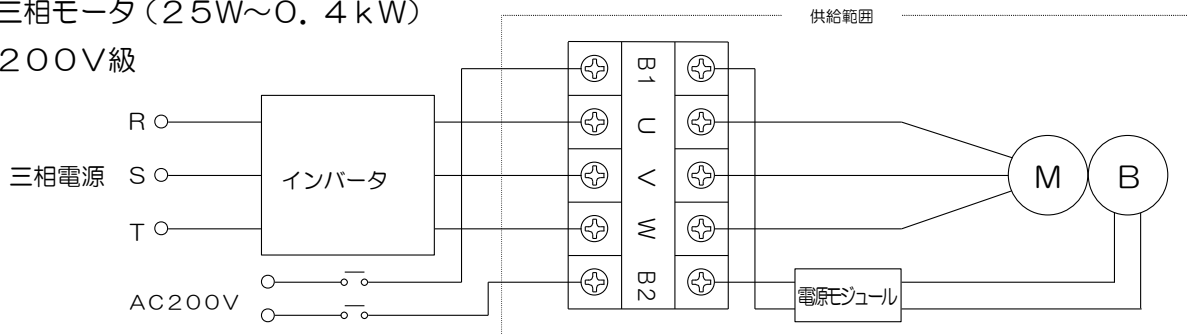 三相モータ(25W~0.4kW)
供給範囲
200V級
B1
R
U
三相電源 S
インバータ
V
M
B
T
W
AC200V
B2
電源モジュール